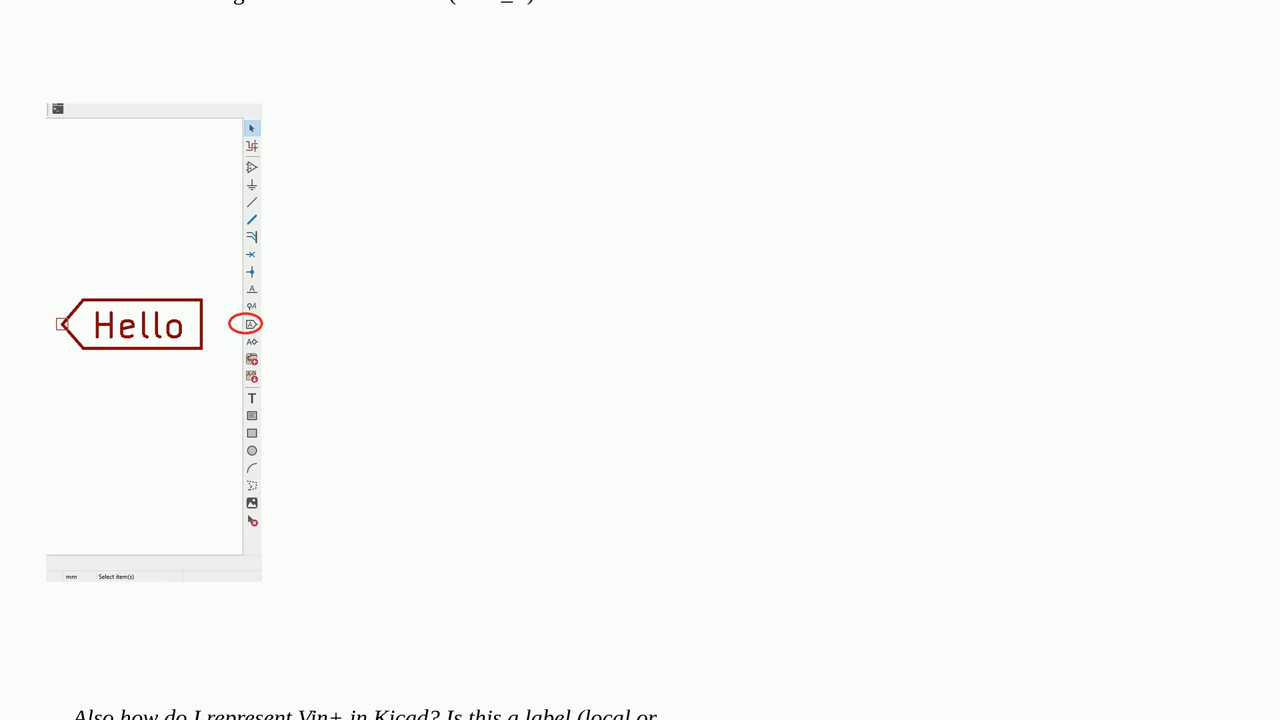 Hello
A
A
A
A
T
mm Select item(s)
Also how do I represent Vin+ in Kicad? Is this a label (local or